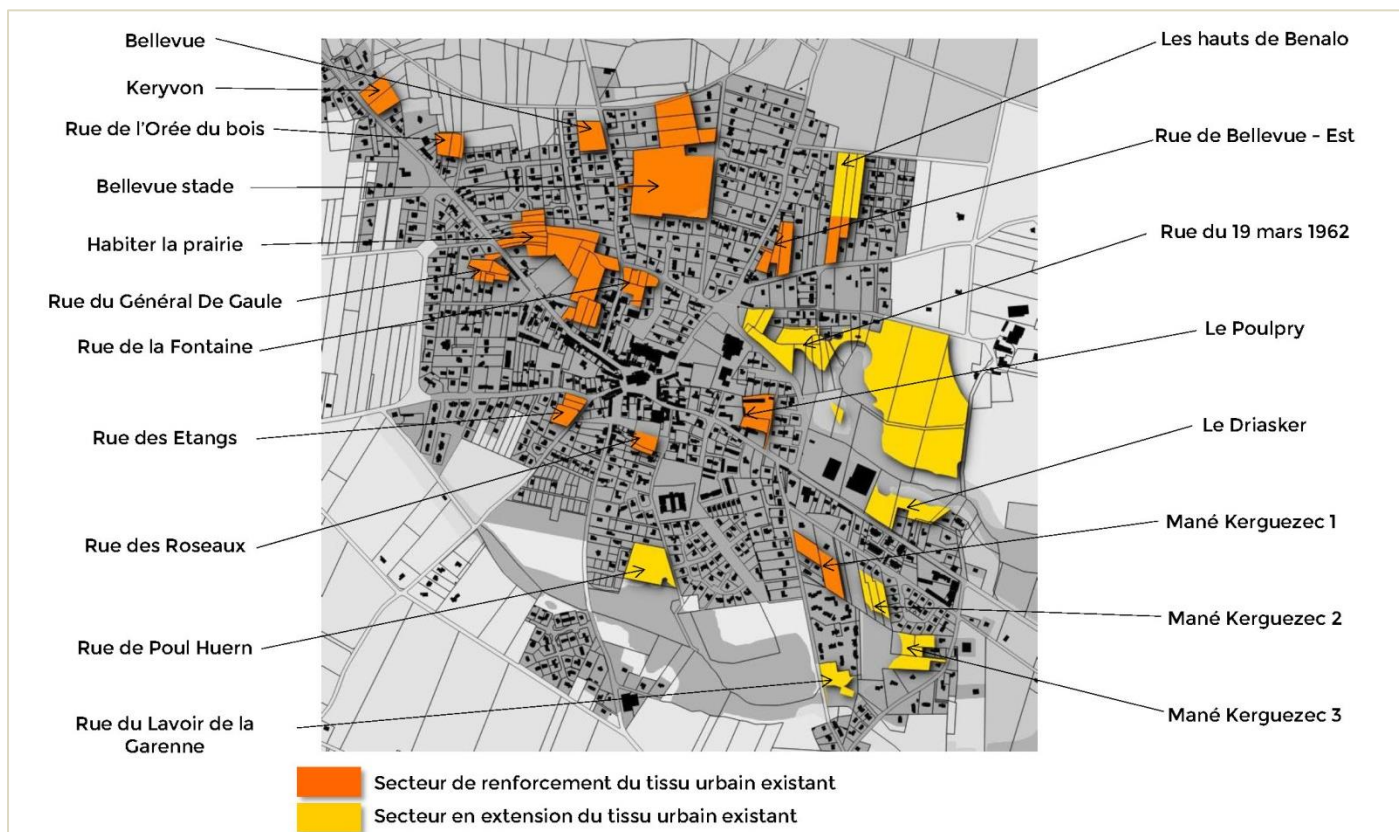 Bellevue
Keryvon
Rue de l'Orée du bois
Bellevue stade
Habiter la prairie
Rue du Général De Gaule
Rue de la Fontaine
Rue des Etangs
Rue des Roseaux
Rue de Poul Huern
Rue du Lavoir de la
Garenne
Les hauts de Benalo
Rue de Bellevue - Est
Rue du 19 mars 1962
Le Poulpry
Le Driasker
Mané Kerguezec 1
Mané Kerguezec 2
Mané Kerguezec 3
Secteur de renforcement du tissu urbain existant
Secteur en extension du tissu urbain existant